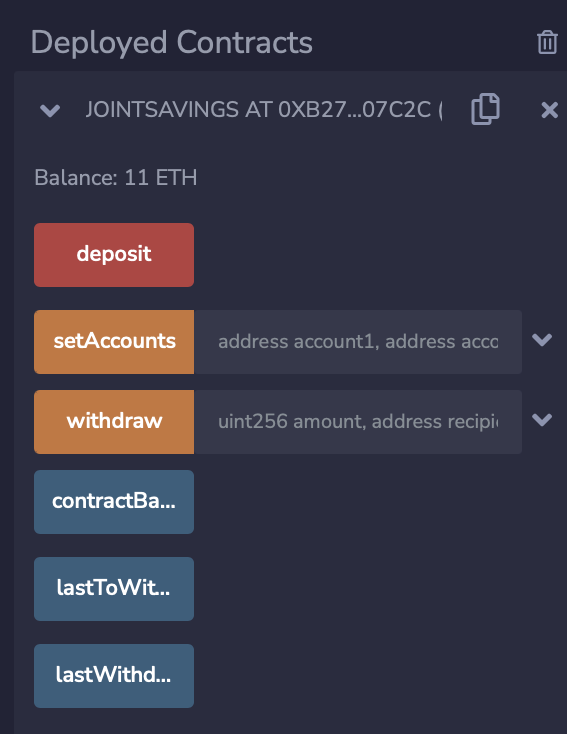 Deployed Contracts
JOINTSAVINGS AT 0XB27...07C2C (
Balance: 11 ETH
deposit
setAccounts address account1, address acco
withdraw uint256 amount, address recipie
contractBa...
lastToWit...
lastWithd...